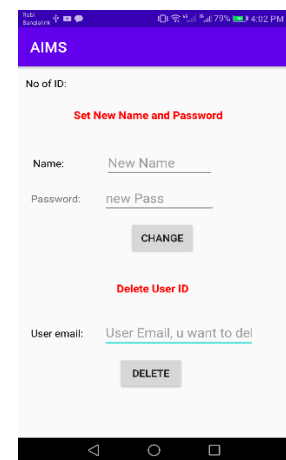 Robi
Banglalink 79% 4:02 PM
AIMS
No of ID:
Set New Name and Password
Name: New Name
Password: new Pass
CHANGE
Delete User ID
User email: User Email, u want to del
DELETE